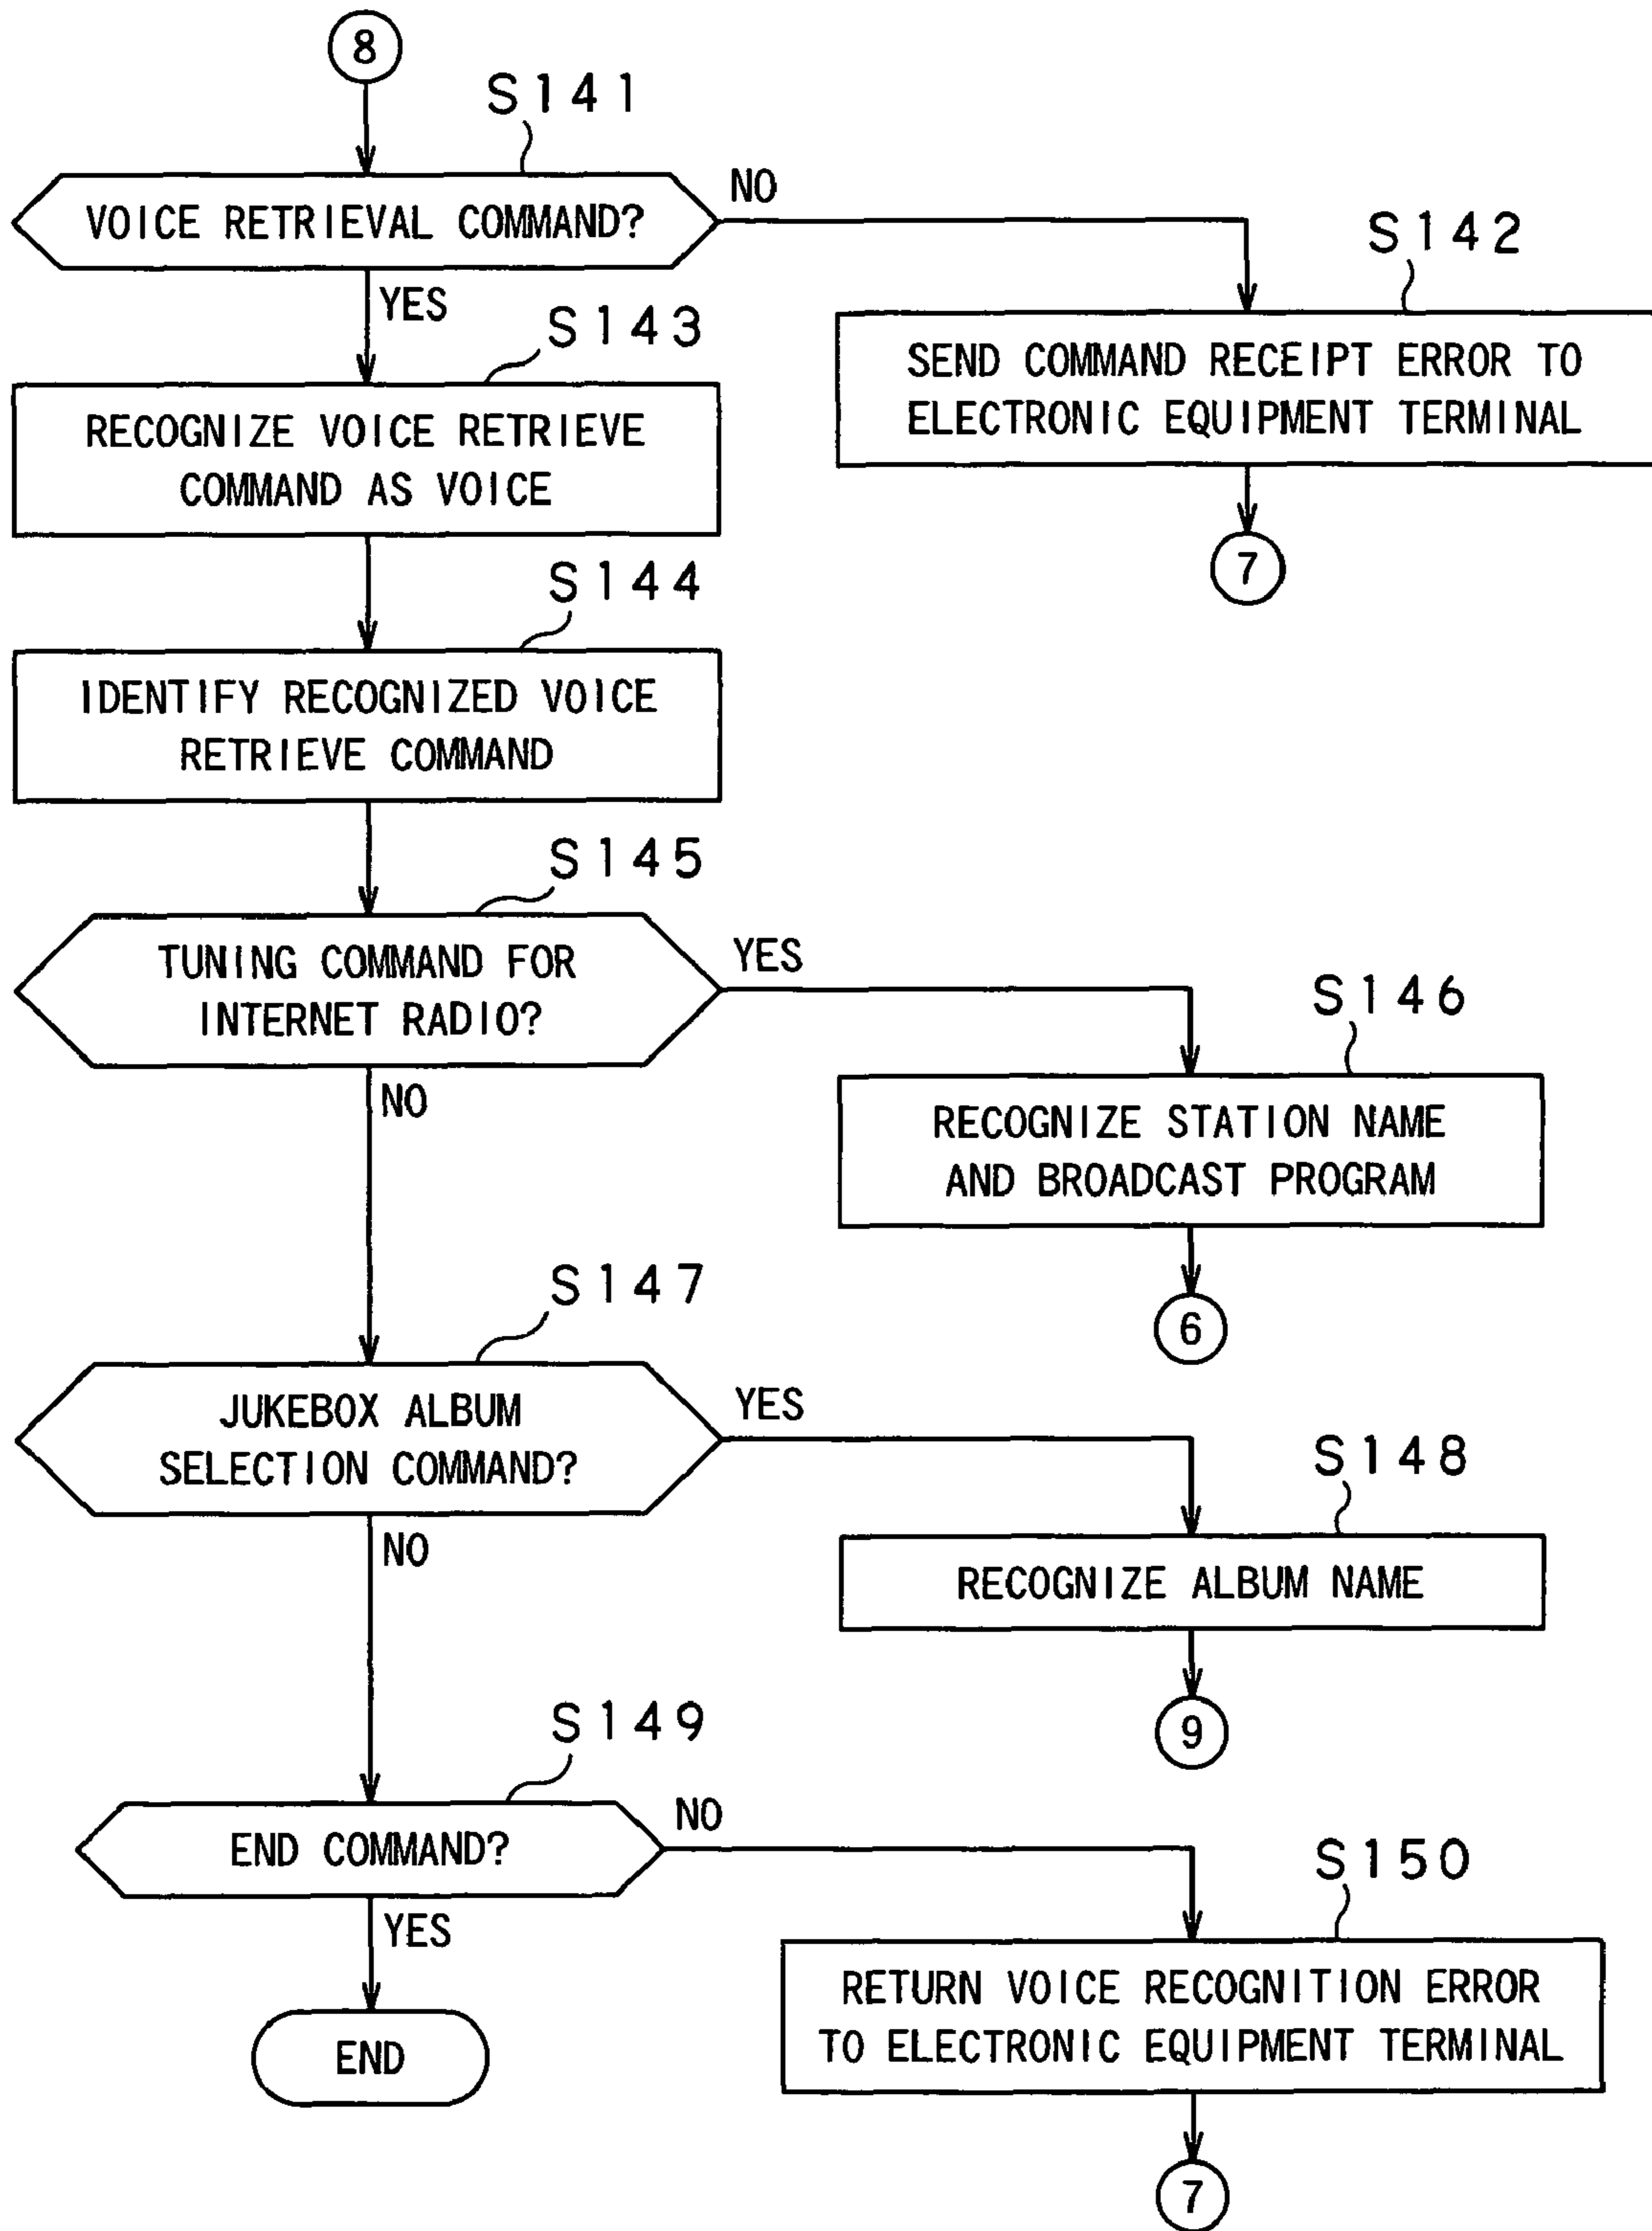 8
S141
VOICE RETRIEVAL COMMAND?
NO
YES
S142
SEND COMMAND RECEIPT ERROR TO
ELECTRONIC EQUIPMENT TERMINAL
7
S143
RECOGNIZE VOICE RETRIEVE
COMMAND AS VOICE
S144
IDENTIFY RECOGNIZED VOICE
RETRIEVE COMMAND
S145
TUNING COMMAND FOR
INTERNET RADIO?
YES
NO
S146
RECOGNIZE STATION NAME
AND BROADCAST PROGRAM
6
S147
JUKEBOX ALBUM
SELECTION COMMAND?
YES
NO
S148
RECOGNIZE ALBUM NAME
9
S149
END COMMAND?
NO
YES
END
S150
RETURN VOICE RECOGNITION ERROR
TO ELECTRONIC EQUIPMENT TERMINAL
7